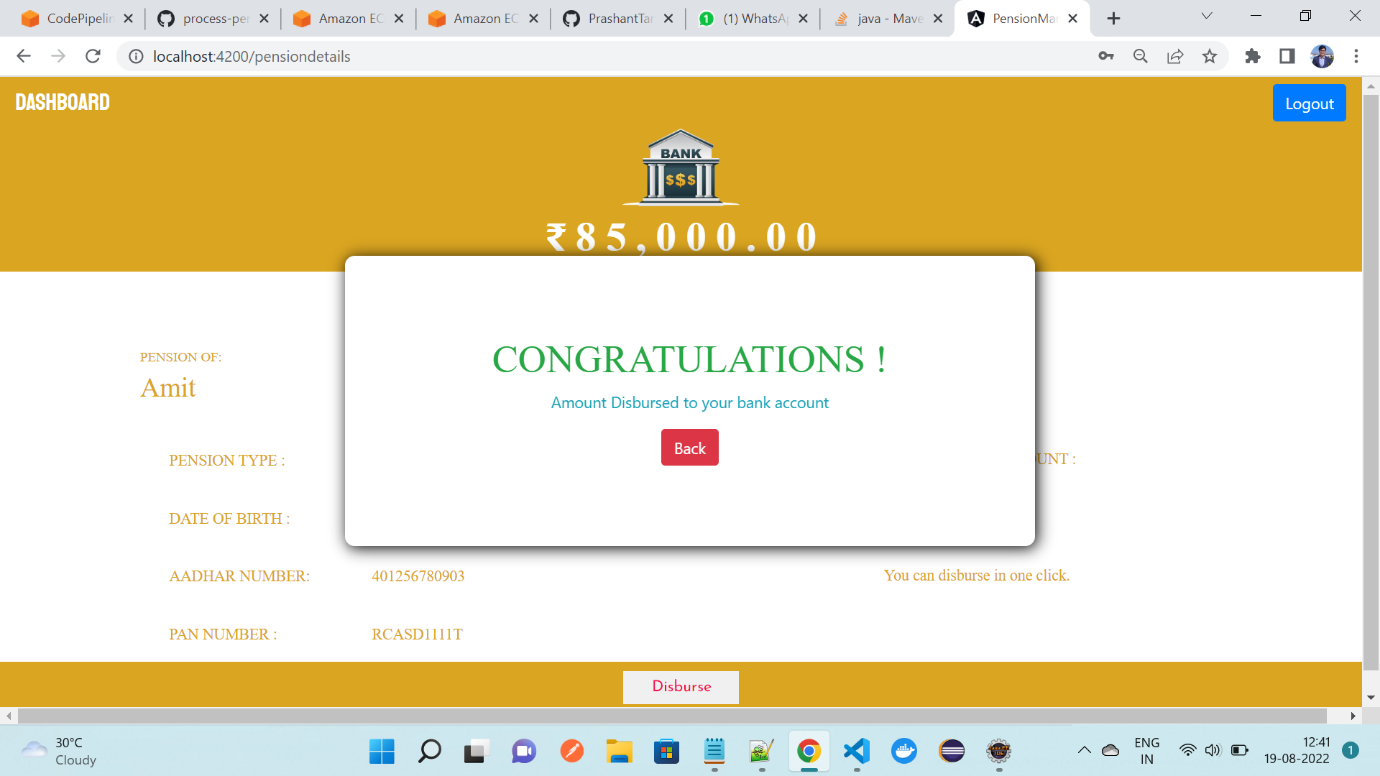 CodePipelin
process-per
Amazon EC
Amazon EC
PrashantTar
(1) WhatsAp
java - Mave
PensionMa
localhost:4200/pensiondetails
DASHBOARD
Logout
BANK
$$$
₹85,000.00
CONGRATULATIONS !
Amount Disbursed to your bank account
Back
PENSION OF:
Amit
PENSION TYPE :
UNT :
DATE OF BIRTH :
AADHAR NUMBER: 401256780903
You can disburse in one click.
PAN NUMBER : RCASD1111T
Disburse
30°C
Cloudy
ENG
IN
12:41
19-08-2022
1